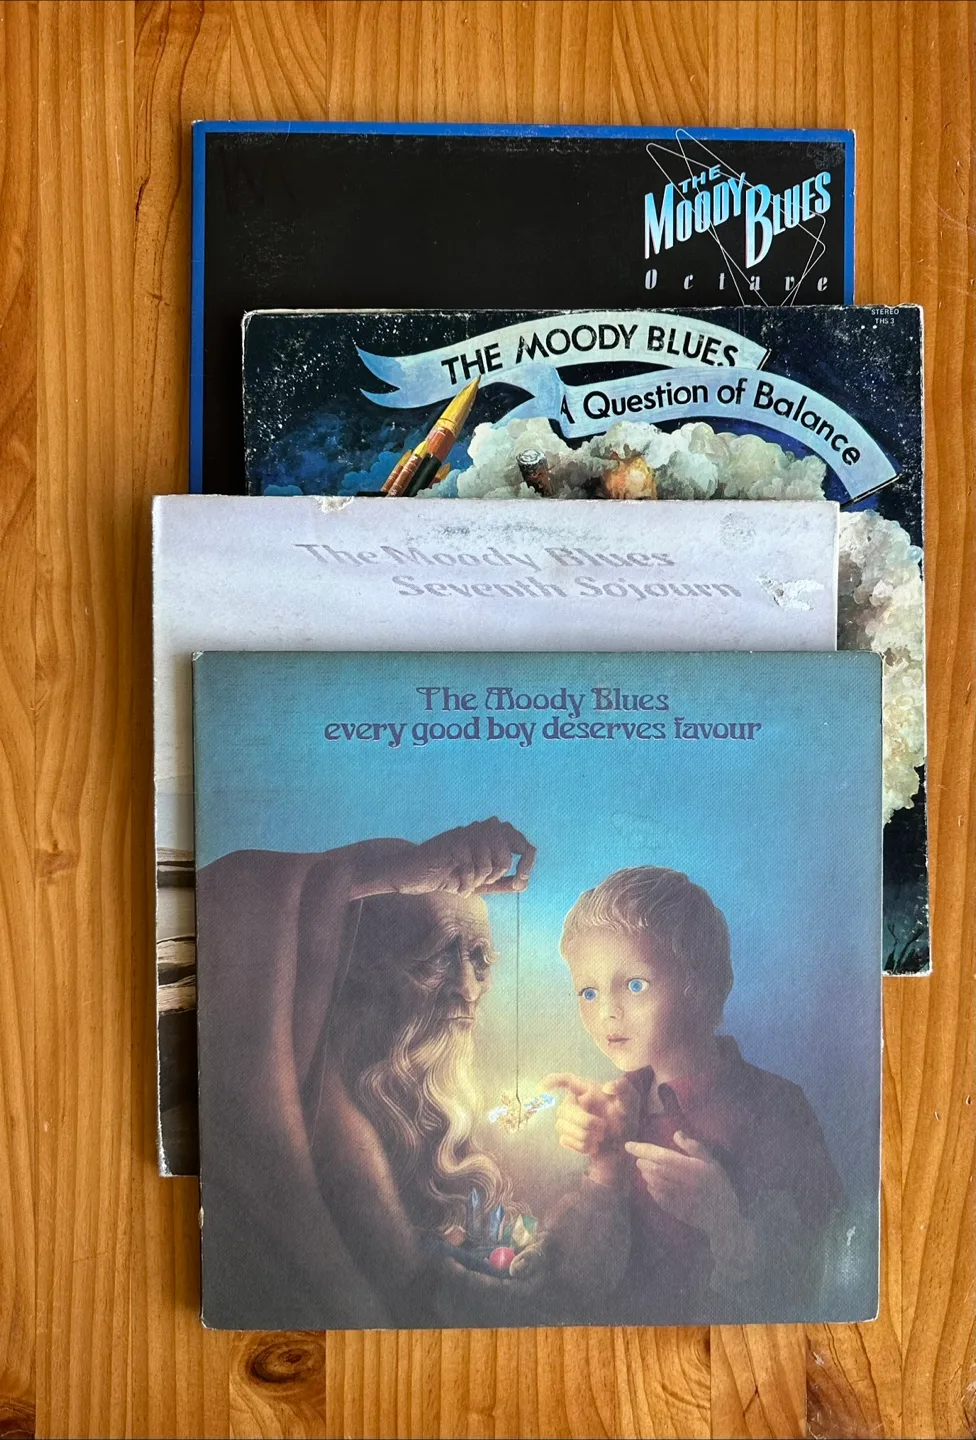 THE
MOODY BLUES
Octave
STEREO
THS 3
THE MOODY BLUES
A Question of Balance
The Moody Blues
Seventh Sojourn
The Moody Blues
every good boy deserves favour